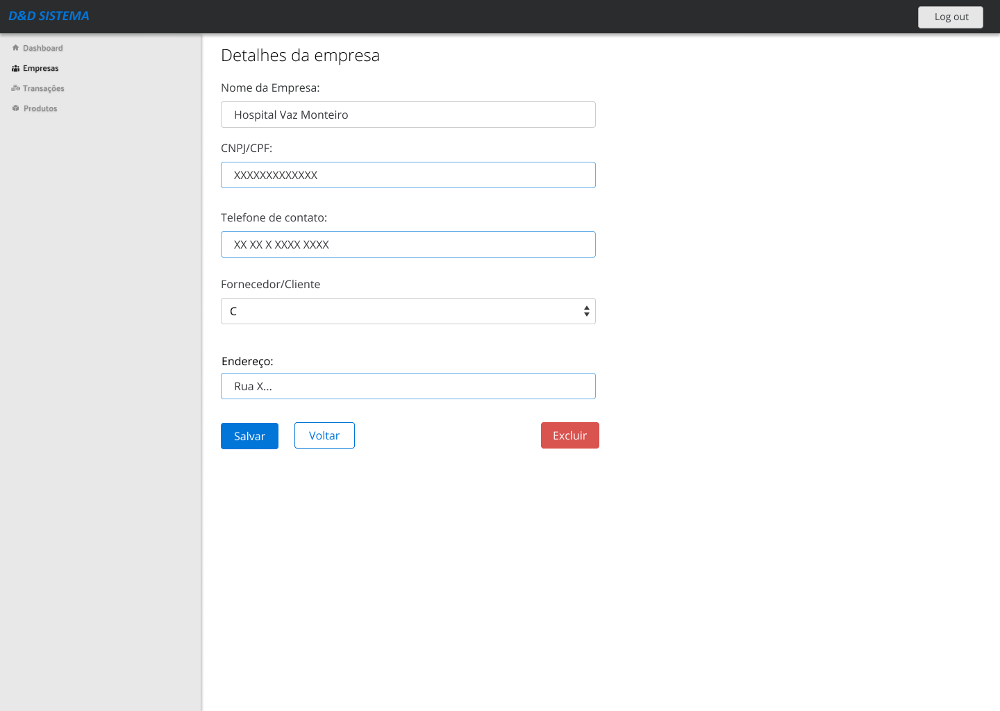 D&D SISTEMA
Log out
Dashboard
Empresas
Transações
Produtos
Detalhes da empresa
Nome da Empresa:
Hospital Vaz Monteiro
CNPJ/CPF:
XXXXXXXXXXXXX
Telefone de contato:
XX XX X XXXX XXXX
Fornecedor/Cliente
C
Endereço:
Rua X...
Salvar
Voltar
Excluir